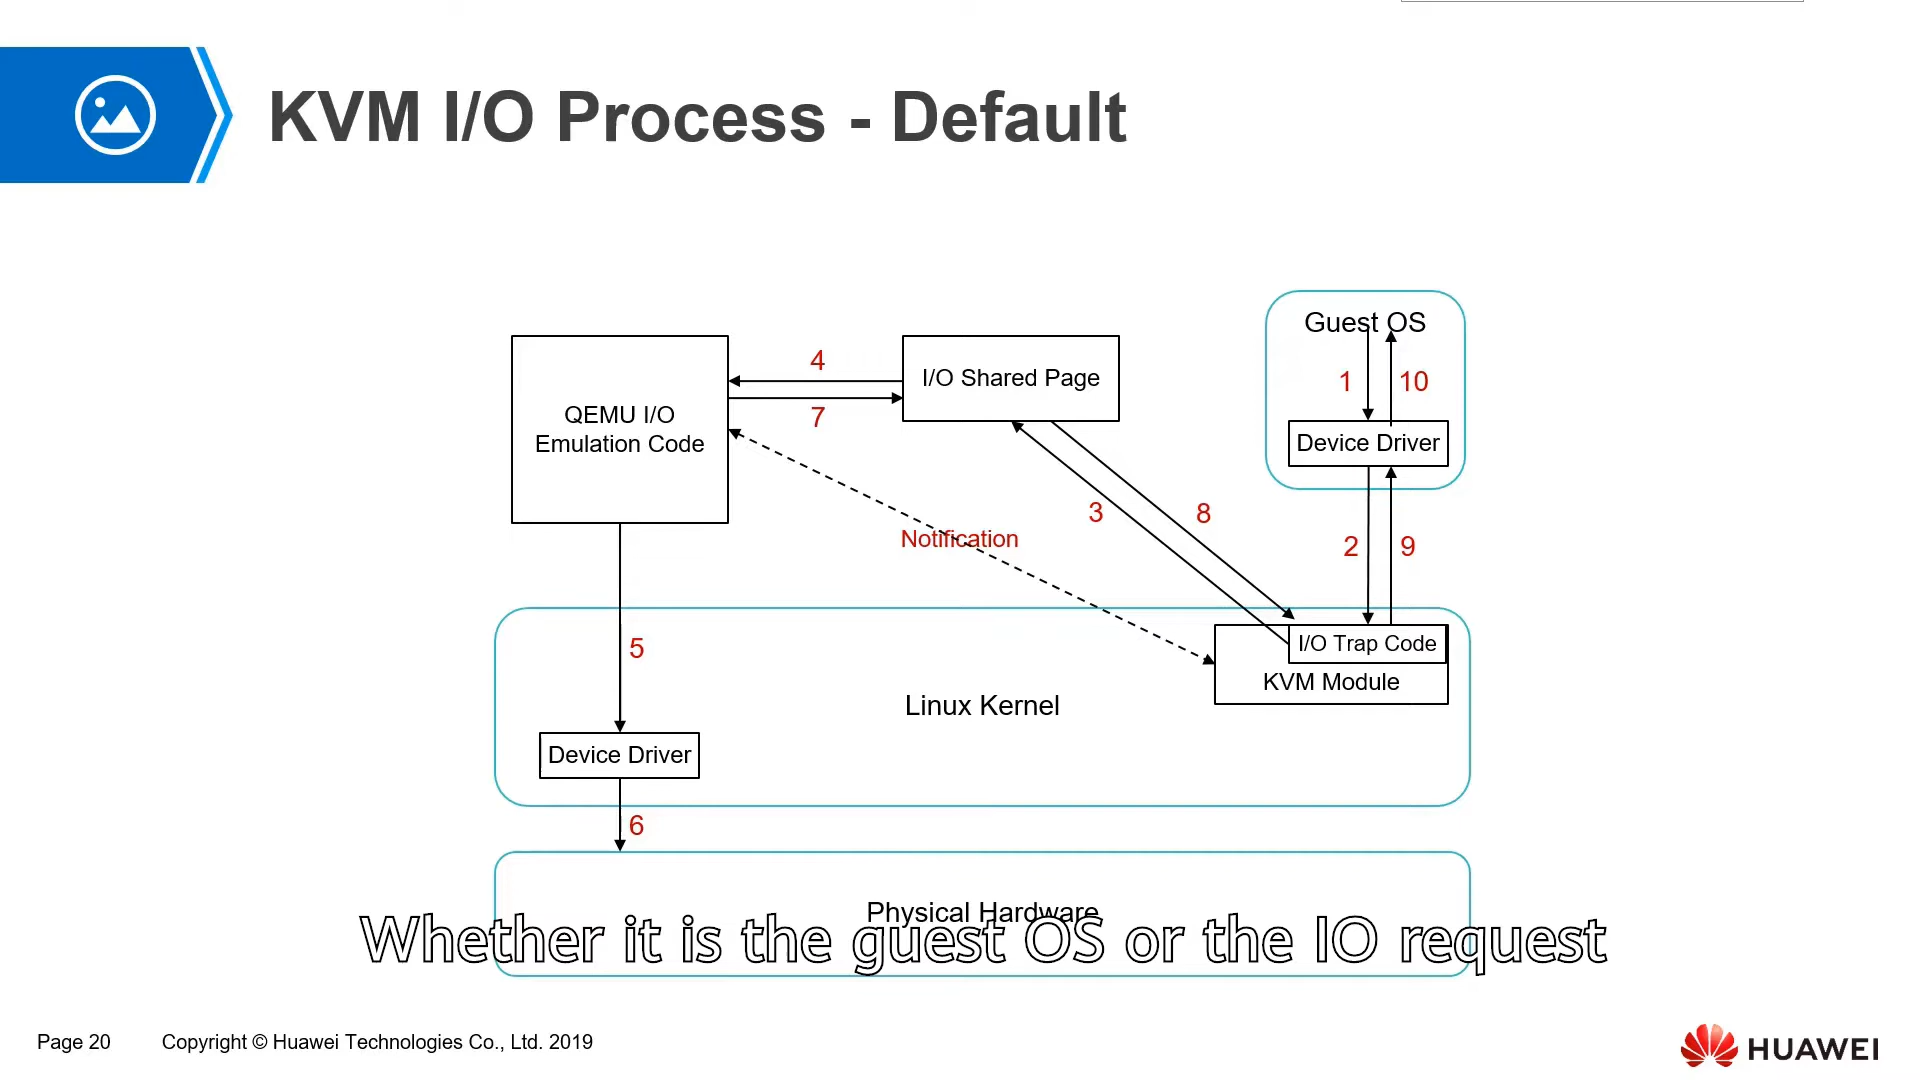 KVM I/O Process - Default
Guest OS
4
I/O Shared Page
1
10
QEMU I/O
Emulation Code
7
Device Driver
3
8
Notification
2
9
5
I/O Trap Code
KVM Module
Linux Kernel
Device Driver
6
Physical Hardware
Whether it is the guest OS or the IO request
Page 20
Copyright © Huawei Technologies Co., Ltd. 2019
HUAWEI